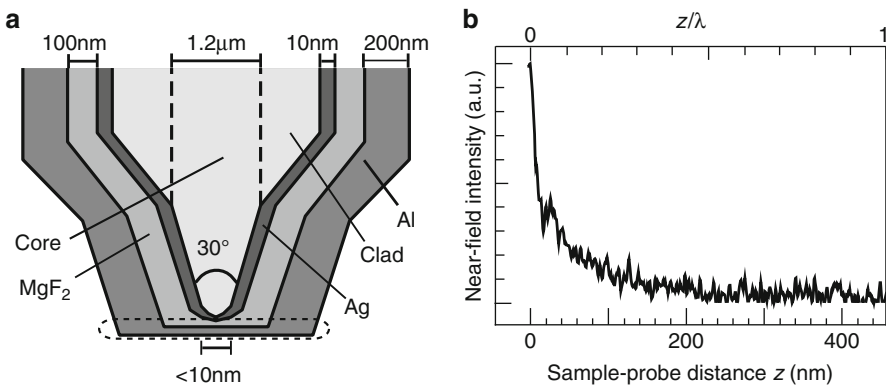 a
100nm
1.2μm
10nm
200nm
Core
MgF2
30°
Al
Clad
Ag
<10nm
b
z/λ
0
1
Near-field intensity (a.u.)
0
200
400
Sample-probe distance z (nm)